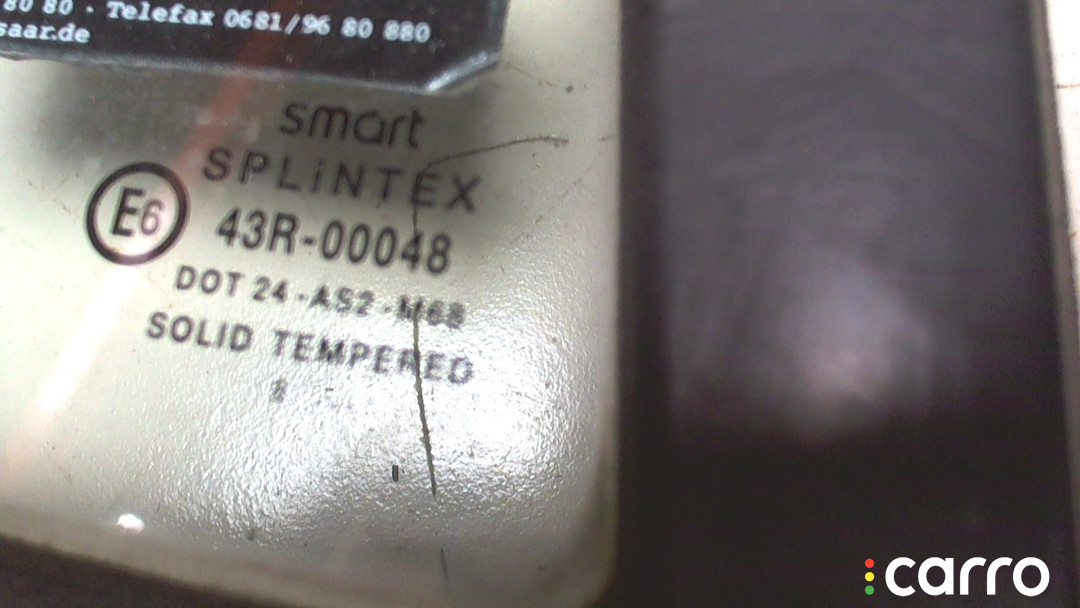 80 80 · Telefax 0681/96 80 880
saar.de
smart
SPLiNTEX
E6
43R-00048
DOT 24-AS2-M68
SOLID TEMPERED
8
carro